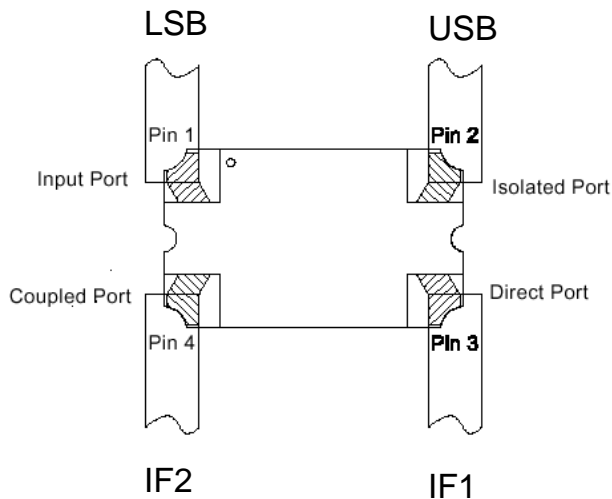 LSB USB
Pin 1 Pin 2
Input Port Isolated Port
Coupled Port Direct Port
Pin 4 Pin 3
IF2 IF1